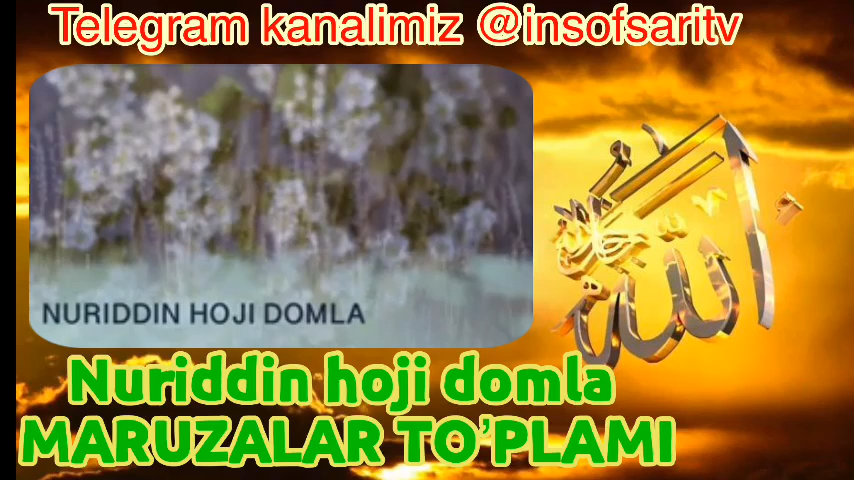 Telegram kanalimiz @insofsaritv
NURIDDIN HOJI DOMLA
الله
Nuriddin hoji domla
MARUZALAR TO’PLAMI